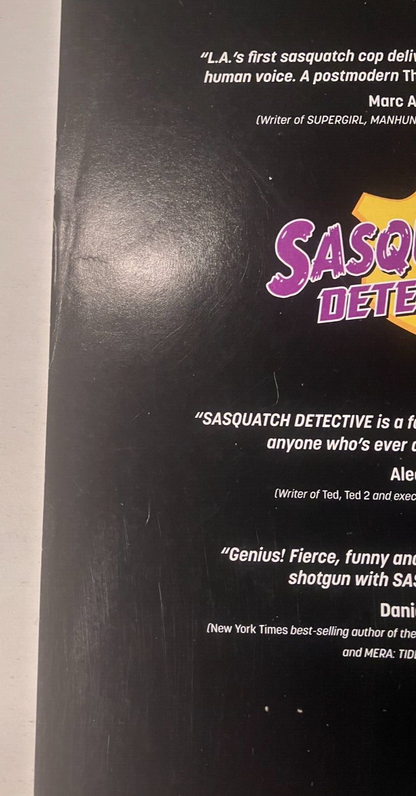 “L.A.’s first sasquatch cop deliv
human voice. A postmodern Th
Marc A
(Writer of SUPERGIRL, MANHUN
SASQU
DETE
“SASQUATCH DETECTIVE is a f
anyone who’s ever
Ale
(Writer of Ted, Ted 2 and exec
“Genius! Fierce, funny and
shotgun with SAS
Dani
(New York Times best-selling author of the
and MERA: TID